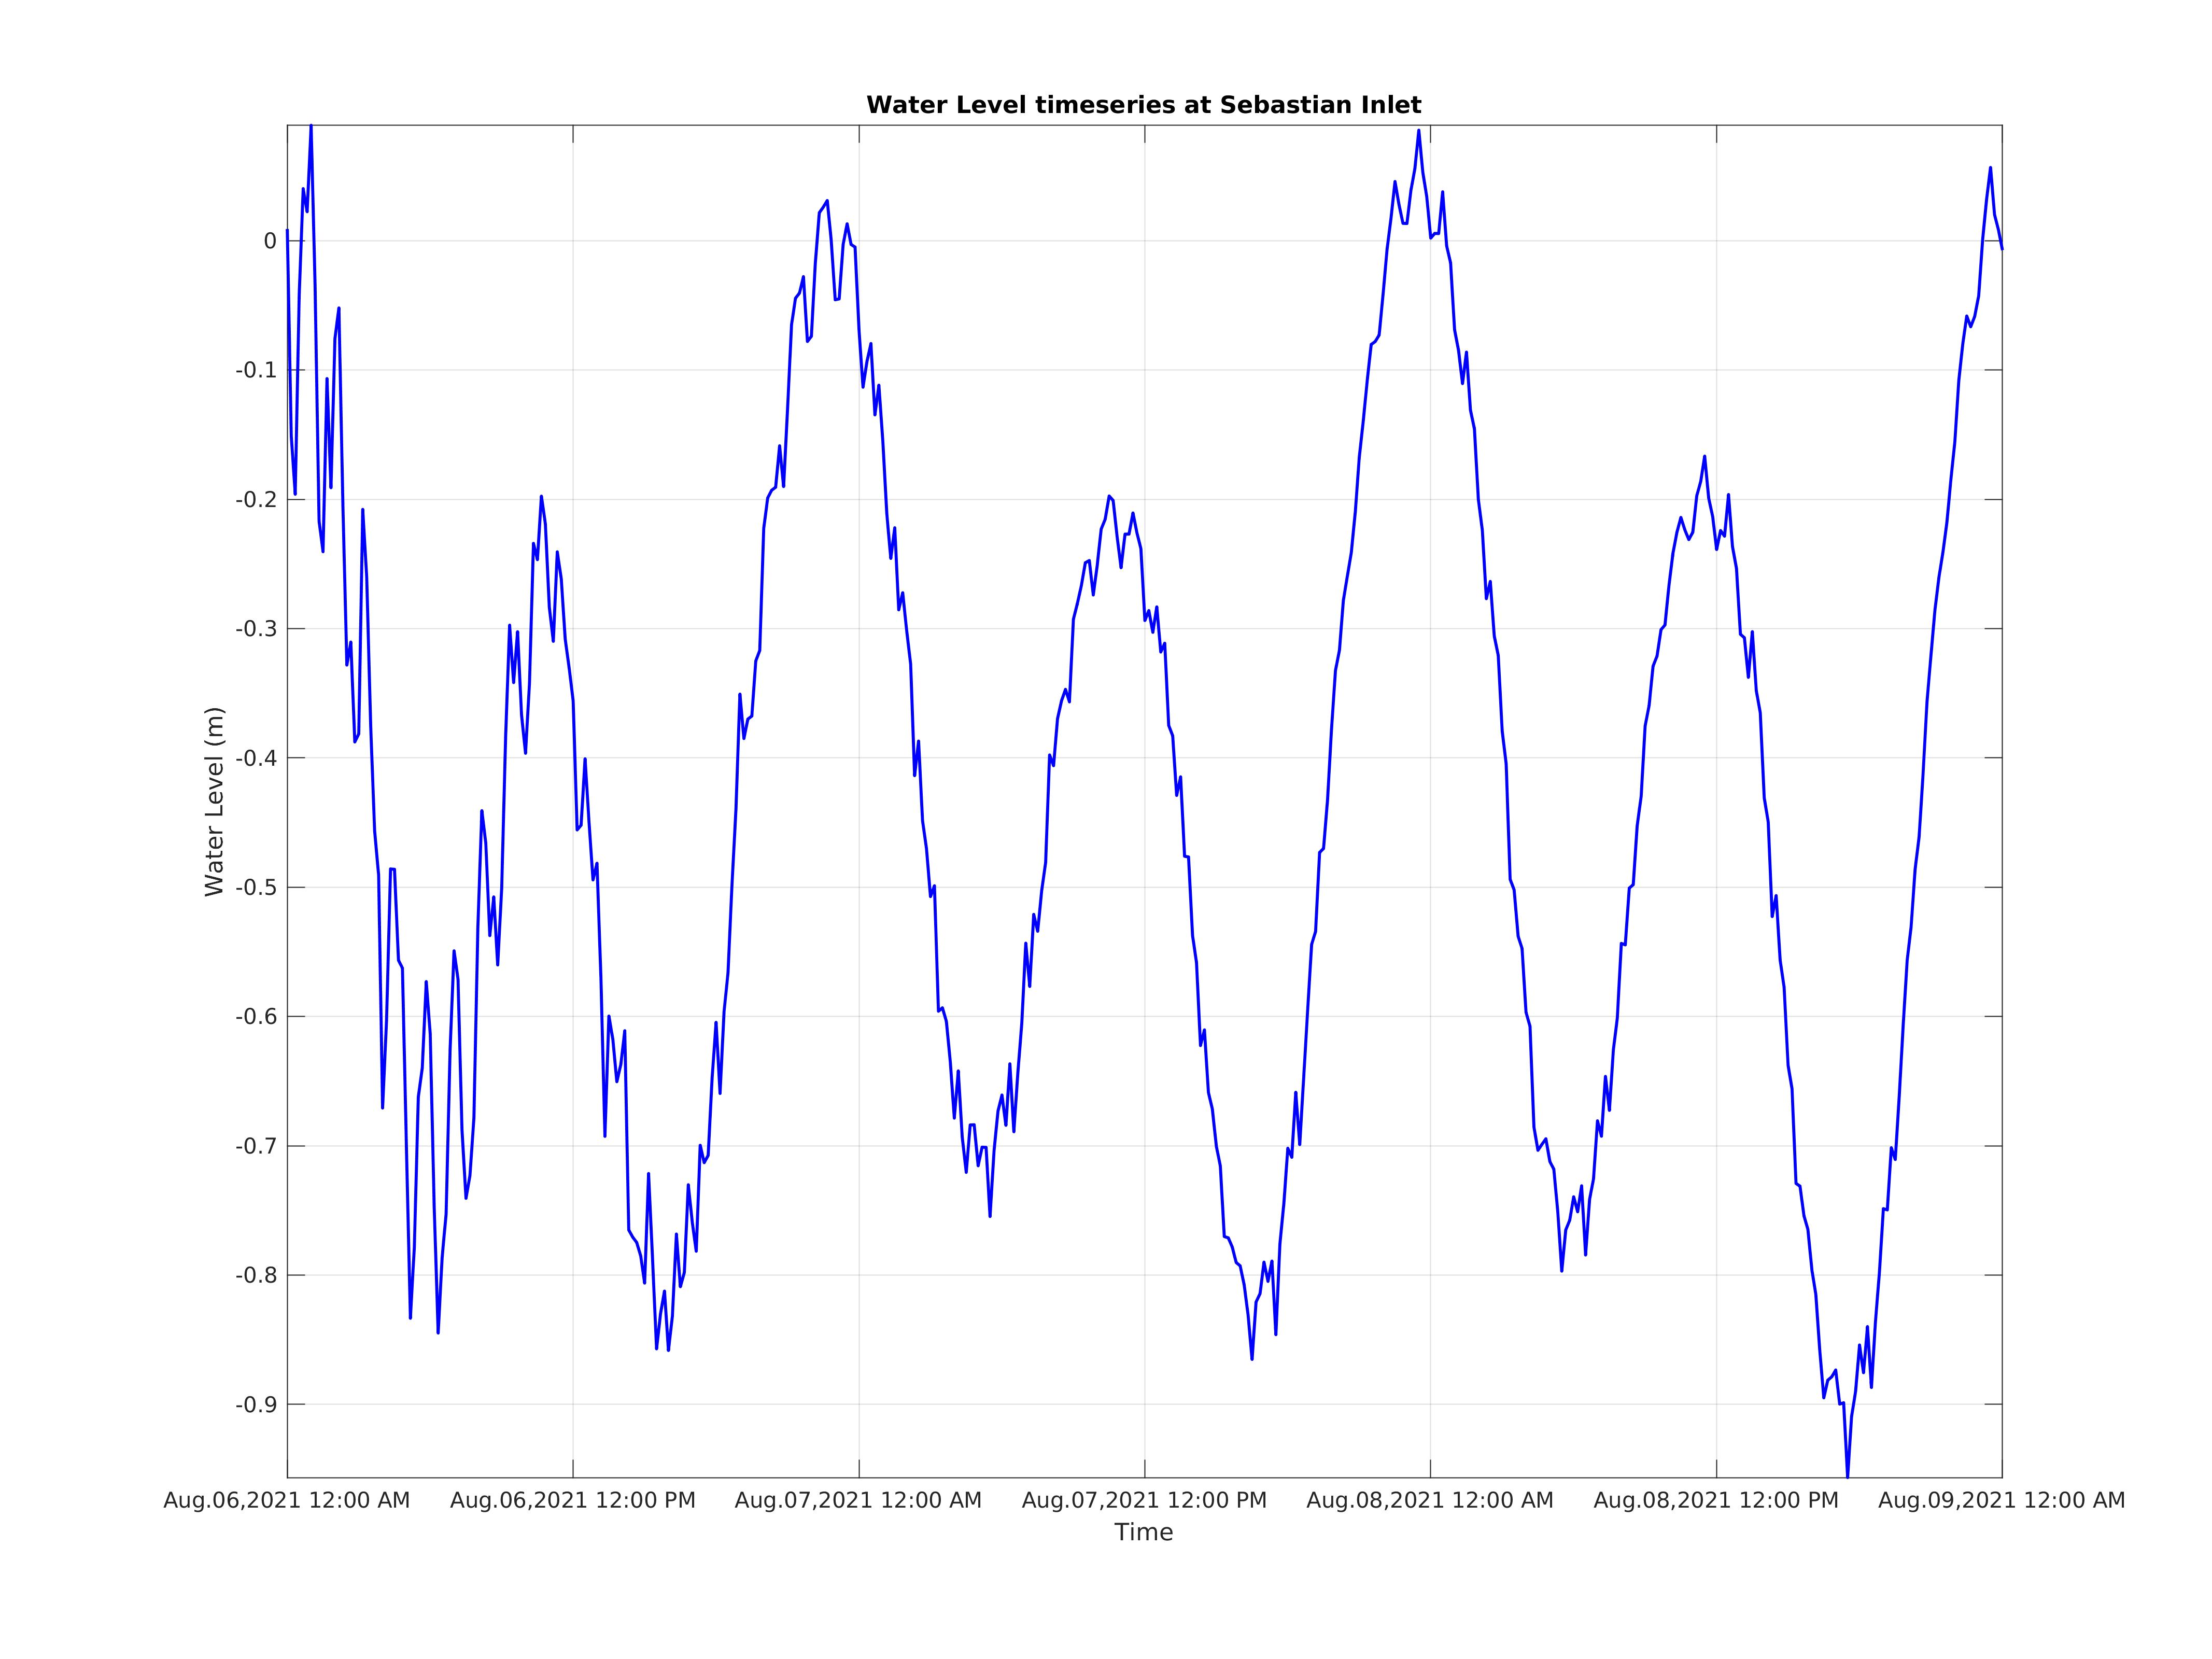 Water Level timeseries at Sebastian Inlet
0
-0.1
-0.2
-0.3
-0.4
-0.5
-0.6
-0.7
-0.8
-0.9
Water Level (m)
Aug.06,2021 12:00 AM
Aug.06,2021 12:00 PM
Aug.07,2021 12:00 AM
Aug.07,2021 12:00 PM
Aug.08,2021 12:00 AM
Aug.08,2021 12:00 PM
Aug.09,2021 12:00 AM
Time